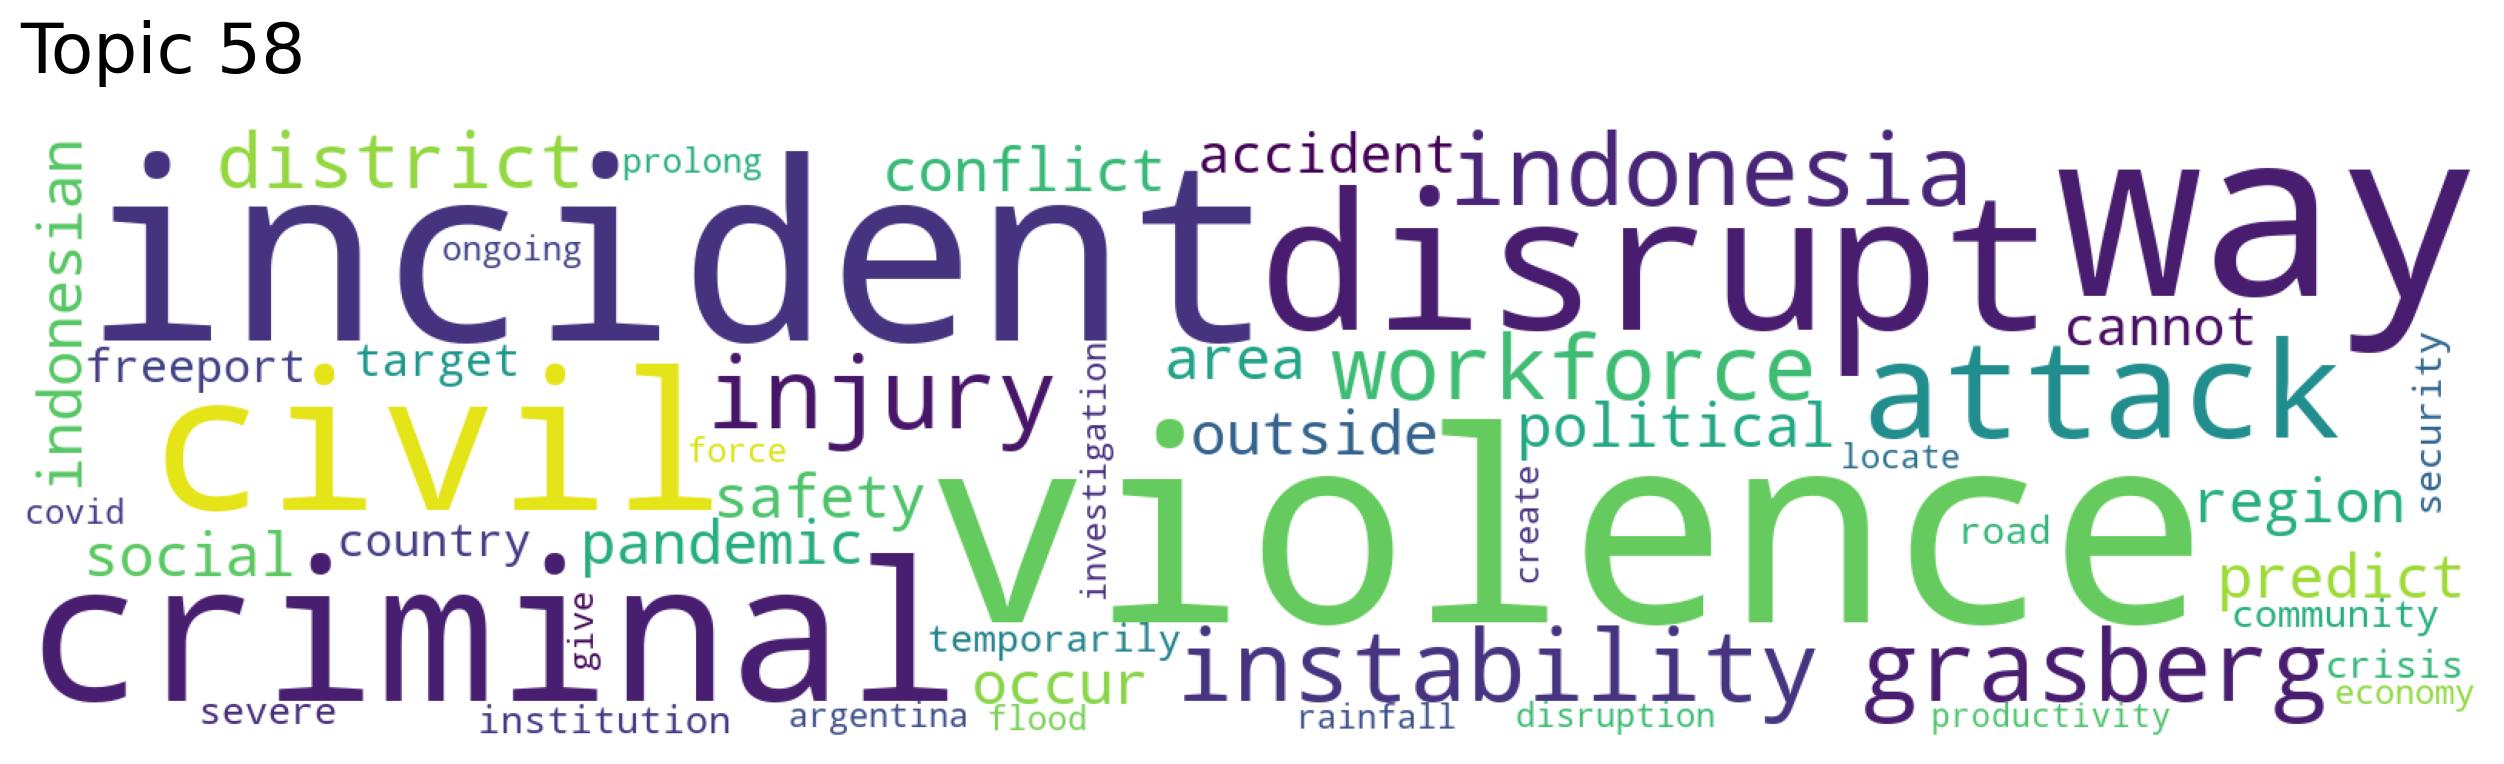 Topic 58
district prolong conflict accident indonesia
indonesian
incident disrupt way
ongoing
cannot
freeport target area workforce attack
civil injury
investigation
security
outside political
force
locate
safety
violence region
covid
create
road
social country pandemic
predict
criminal
give
community
temporarily instability grasberg crisis
occur
economy
severe institution argentina flood rainfall disruption productivity